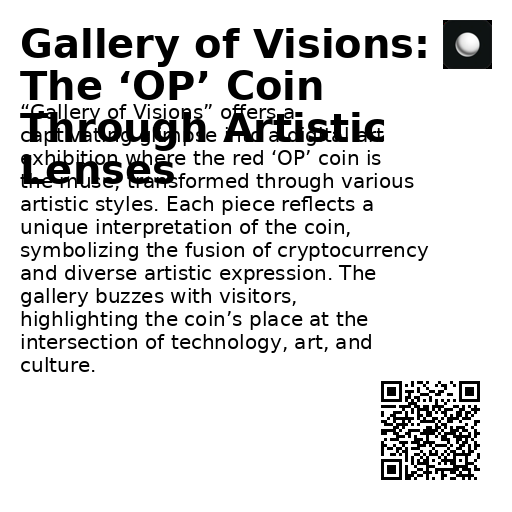 Gallery of Visions:
The ‘OP’ Coin
Through Artistic
Lenses
“Gallery of Visions” offers a
captivating glimpse into a digital art
exhibition where the red ‘OP’ coin is
the muse, transformed through various
artistic styles. Each piece reflects a
unique interpretation of the coin,
symbolizing the fusion of cryptocurrency
and diverse artistic expression. The
gallery buzzes with visitors,
highlighting the coin’s place at the
intersection of technology, art, and
culture.